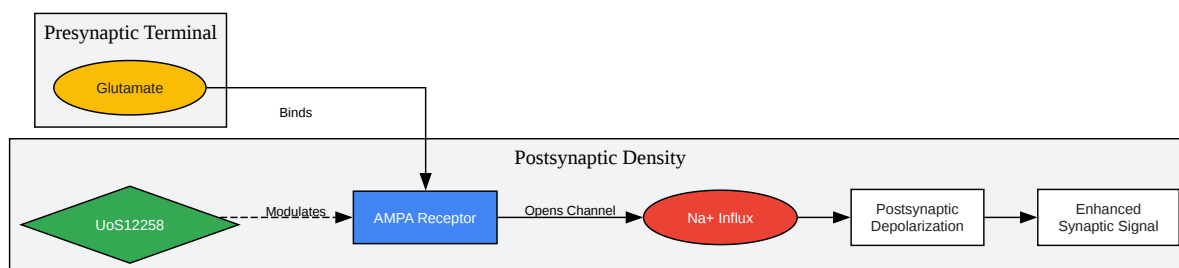 Presynaptic Terminal
Glutamate
Binds
Postsynaptic Density
UoS12258
Modulates
AMPA Receptor
Opens Channel
Na+ Influx
Postsynaptic
Depolarization
Enhanced
Synaptic Signal